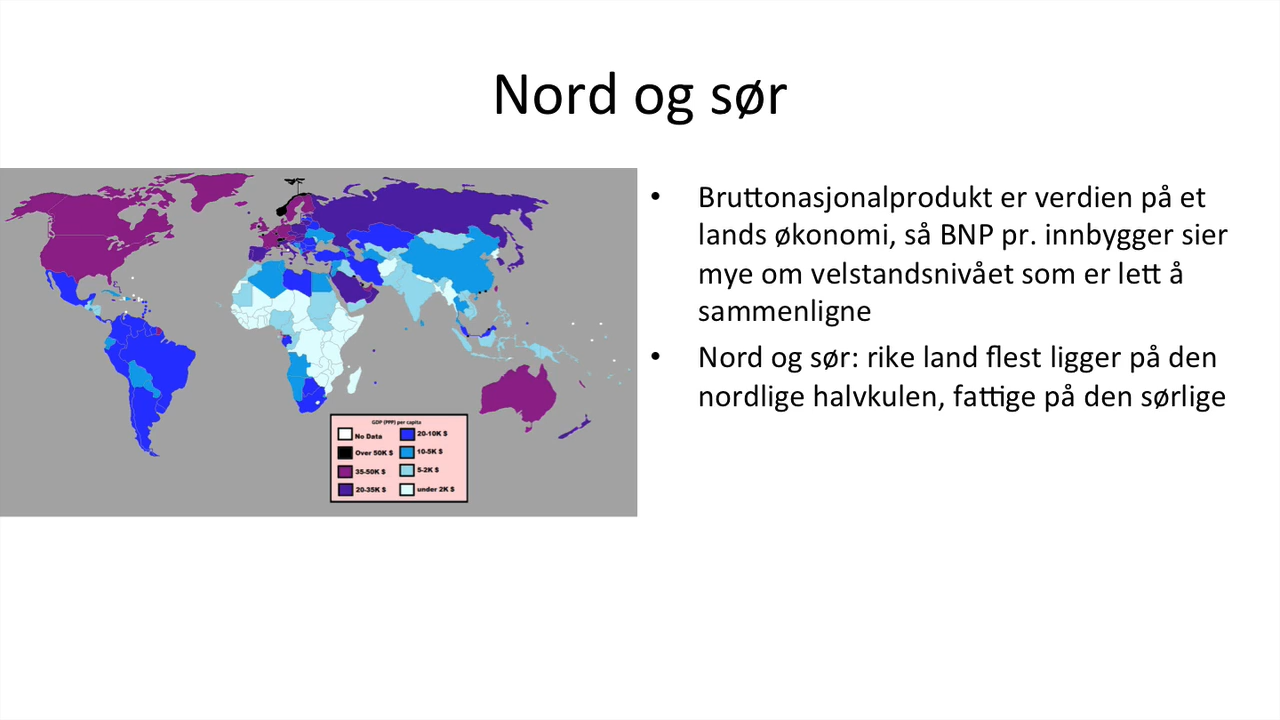 Nord og sør
• Bruttonasjonalprodukt er verdien på et
lands økonomi, så BNP pr. innbygger sier
mye om velstandsnivået som er lett å
sammenligne
• Nord og sør: rike land flest ligger på den
nordlige halvkulen, fattige på den sørlige
GDP (PPP) per capita
No Data
Over 50K $
35-50K $
20-35K $
20-10K $
10-5K $
5-2K $
under 2K $